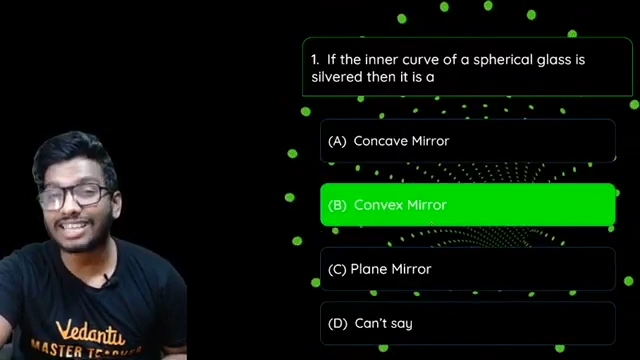 1. If the inner curve of a spherical glass is
silvered then it is a
(A) Concave Mirror
(B) Convex Mirror
(C) Plane Mirror
(D) Can't say
Vedantu
MASTER TEACHER